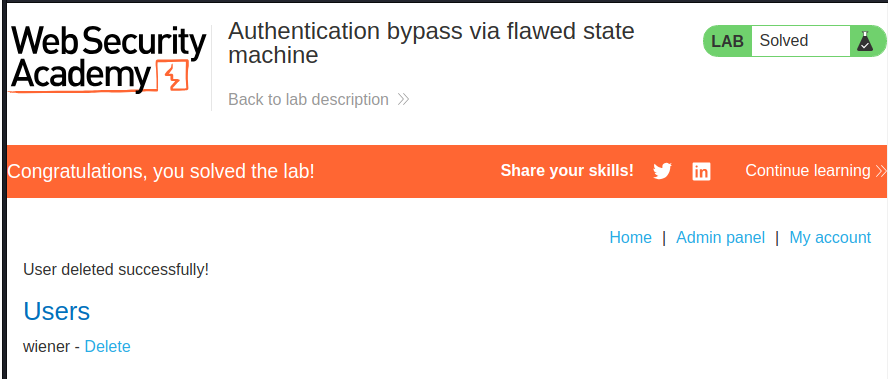 Web Security
Academy
Authentication bypass via flawed state
machine
Back to lab description
LAB Solved
Congratulations, you solved the lab!
Share your skills!
Continue learning
Home | Admin panel | My account
User deleted successfully!
Users
wiener - Delete